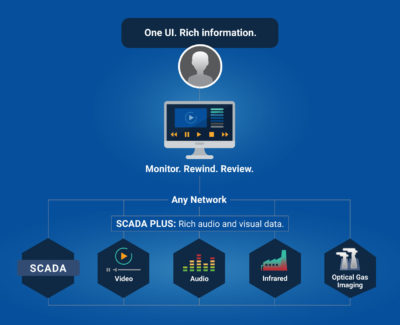 One UI. Rich information.
Monitor. Rewind. Review.
Any Network
SCADA PLUS: Rich audio and visual data.
SCADA
Video
Audio
Infrared
Optical Gas
Imaging